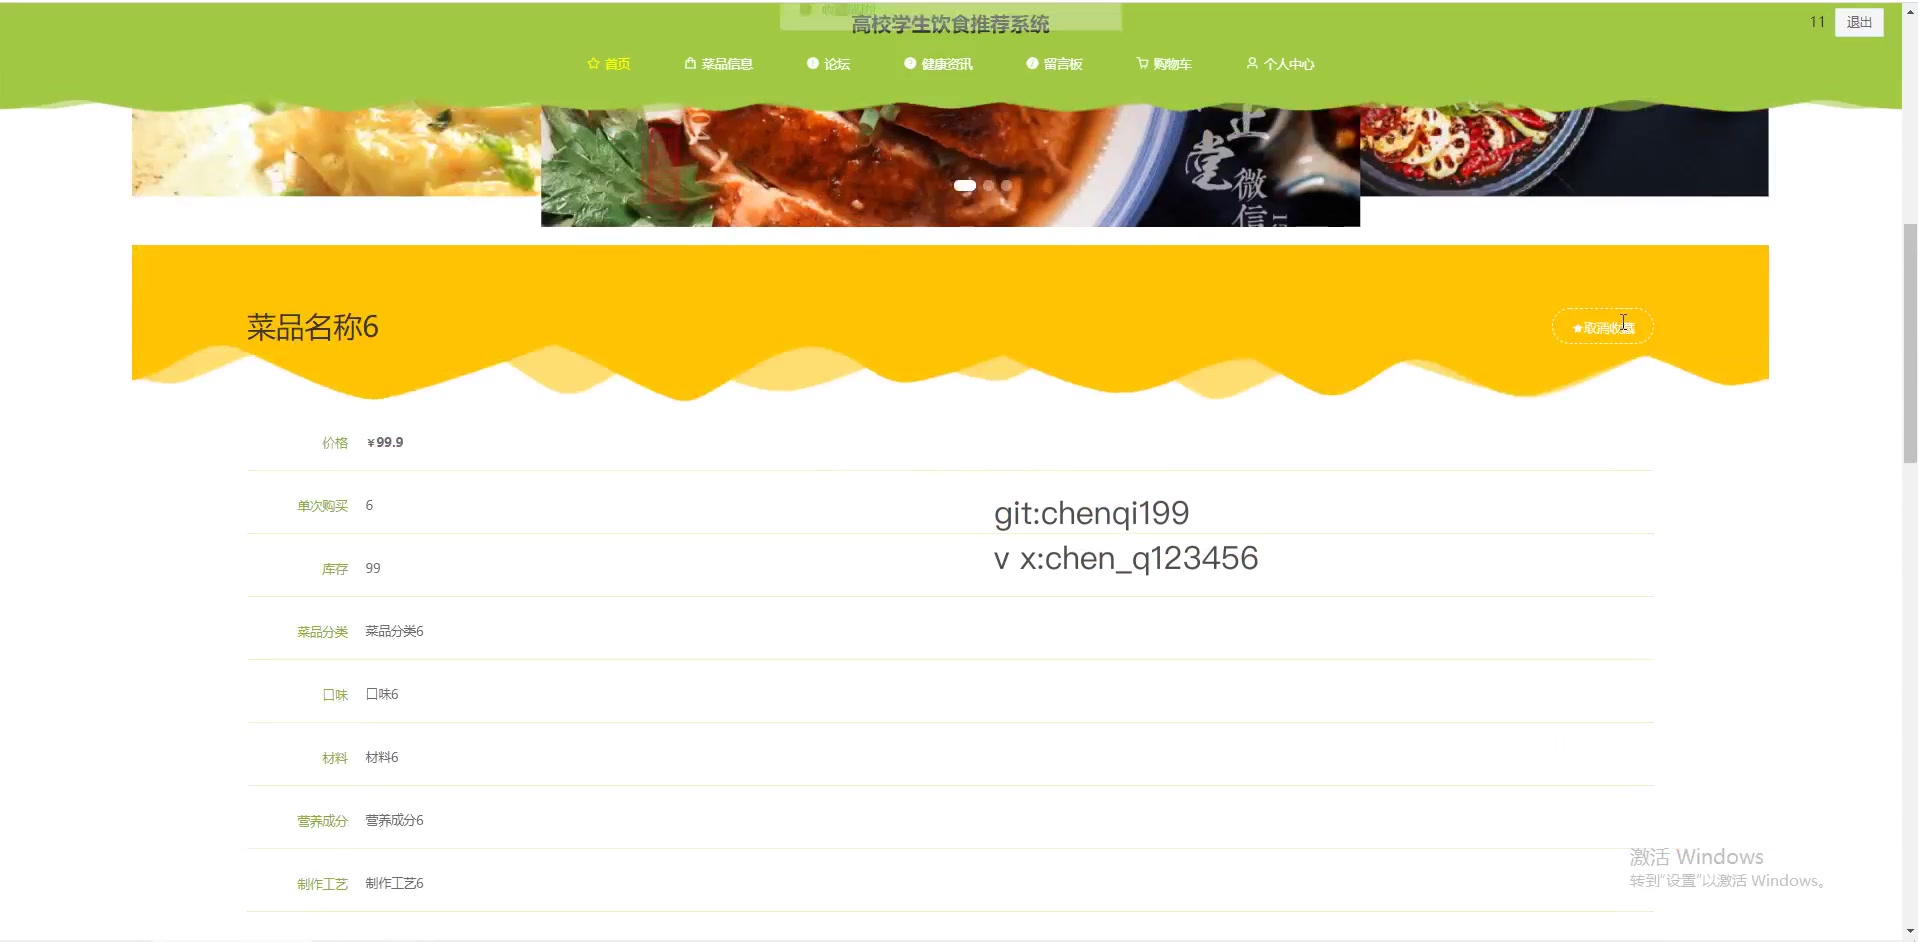 高校学生饮食推荐系统
11 退出
首页 菜品信息 论坛 健康资讯 留言板 购物车 个人中心
正
堂
微
信
菜品名称6
★取消收藏
价格 ¥99.9
单次购买 6
git:chenqi199
v x:chen_q123456
库存 99
菜品分类 菜品分类6
口味 口味6
材料 材料6
营养成分 营养成分6
制作工艺 制作工艺6
激活 Windows
转到"设置"以激活 Windows。